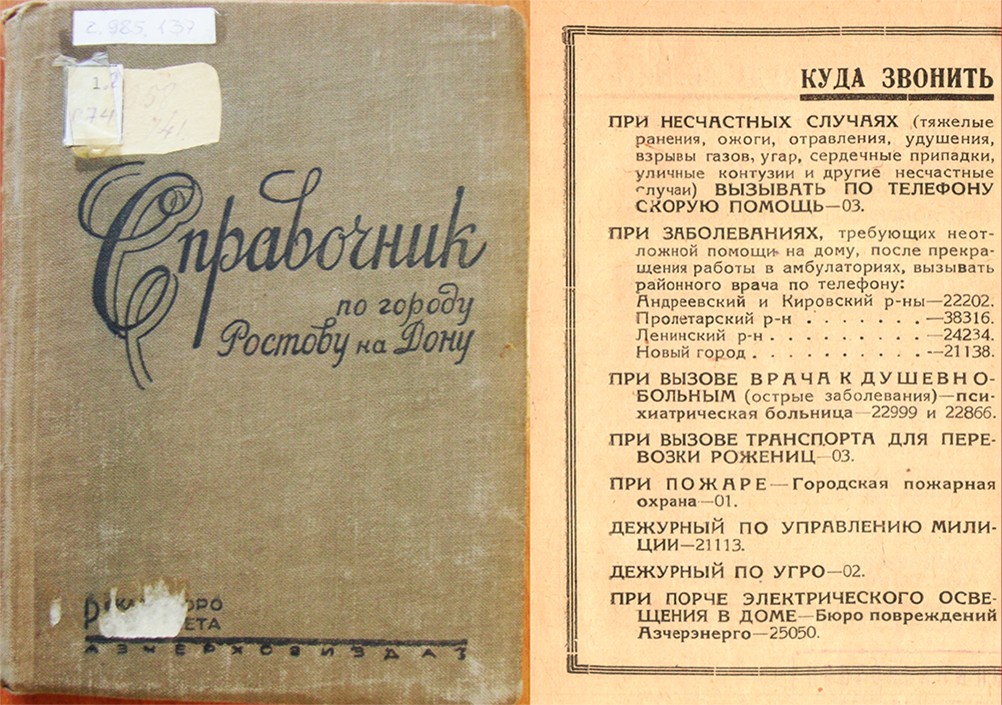 2.985.137
1.2
р74
Справочник
по городу
Ростову на Дону
БЮРО
АЗЧЕРХОЗИЗДАТ
КУДА ЗВОНИТЬ
ПРИ НЕСЧАСТНЫХ СЛУЧАЯХ (тяжелые
ранения, ожоги, отравления, удушения,
взрывы газов, угар, сердечные припадки,
уличные контузии и другие несчастные
случаи) ВЫЗЫВАТЬ ПО ТЕЛЕФОНУ
СКОРУЮ ПОМОЩЬ—03.
ПРИ ЗАБОЛЕВАНИЯХ, требующих неот-
ложной помощи на дому, после прекра-
щения работы в амбулаториях, вызывать
районного врача по телефону:
Андреевский и Кировский р-ны—22202.
Пролетарский р-н . . . . . . . —38316.
Ленинский р-н . . . . . . . . . —24234.
Новый город . . . . . . . . . . —21138.
ПРИ ВЫЗОВЕ ВРАЧА К ДУШЕВНО-
БОЛЬНЫМ (острые заболевания)—пси-
хиатрическая больница—22999 и 22866.
ПРИ ВЫЗОВЕ ТРАНСПОРТА ДЛЯ ПЕРЕ-
ВОЗКИ РОЖЕНИЦ—03.
ПРИ ПОЖАРЕ—Городская пожарная
охрана—01.
ДЕЖУРНЫЙ ПО УПРАВЛЕНИЮ МИЛИ-
ЦИИ—21113.
ДЕЖУРНЫЙ ПО УГРО—02.
ПРИ ПОРЧЕ ЭЛЕКТРИЧЕСКОГО ОСВЕ-
ЩЕНИЯ В ДОМЕ—Бюро повреждений
Азчерэнерго—25050.